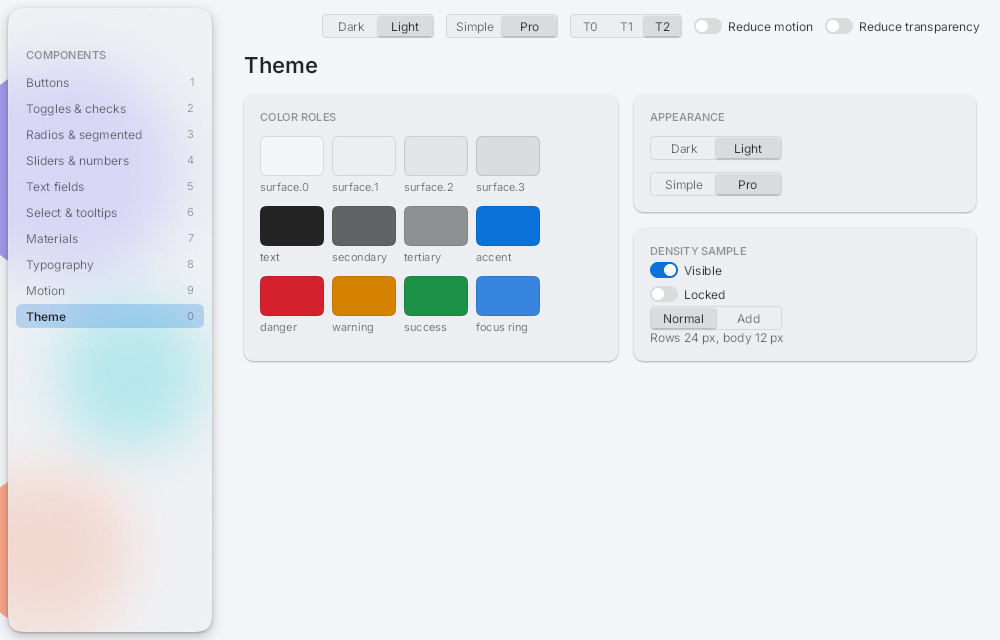 Dark Light Simple Pro T0 T1 T2 Reduce motion Reduce transparency
COMPONENTS
Buttons 1
Toggles & checks 2
Radios & segmented 3
Sliders & numbers 4
Text fields 5
Select & tooltips 6
Materials 7
Typography 8
Motion 9
Theme 0
Theme
COLOR ROLES
surface.0 surface.1 surface.2 surface.3
text secondary tertiary accent
danger warning success focus ring
APPEARANCE
Dark Light
Simple Pro
DENSITY SAMPLE
Visible
Locked
Normal Add
Rows 24 px, body 12 px